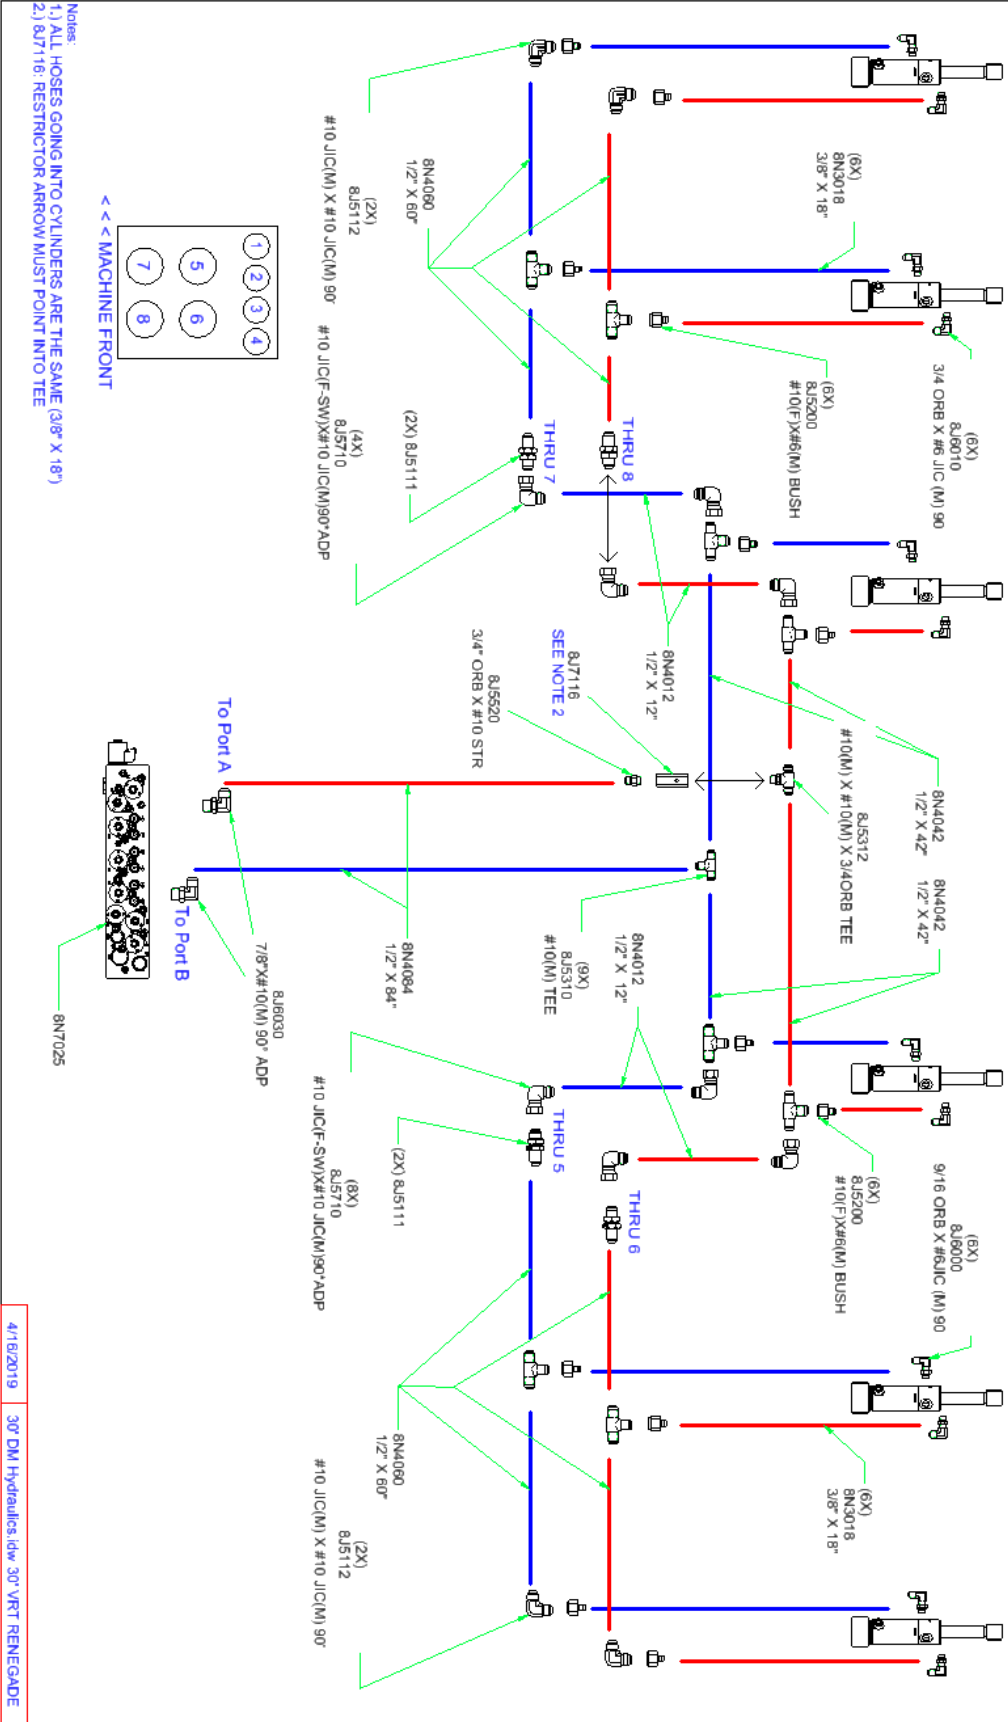 (6X)
8N3018
3/8" X 18"
(6X)
8J6010
3/4 ORB X #6 JIC (M) 90
(6X)
8J5200
#10(F)X#6(M) BUSH
8N4042
1/2" X 42"
8N4042
1/2" X 42"
8J5312
#10(M) X #10(M) X 3/4ORB TEE
(6X)
8J6000
9/16 ORB X #6JIC (M) 90
(6X)
8J5200
#10(F)X#6(M) BUSH
(6X)
8N3018
3/8" X 18"
THRU 8
THRU 7
8N4012
1/2" X 12"
8N4012
1/2" X 12"
THRU 6
THRU 5
8J7116
SEE NOTE 2
8J5520
3/4" ORB X #10 STR
(9X)
8J5310
#10(M) TEE
8N4060
1/2" X 60"
(2X)
8J5112
#10 JIC(M) X #10 JIC(M) 90°
(2X) 8J5111
(4X)
8J5710
#10 JIC(F-SW)X#10 JIC(M)90°ADP
8N4084
1/2" X 84"
(2X) 8J5111
(8X)
8J5710
#10 JIC(F-SW)X#10 JIC(M)90°ADP
8N4060
1/2" X 60"
(2X)
8J5112
#10 JIC(M) X #10 JIC(M) 90°
To Port A
To Port B
8J6030
7/8"X#10(M) 90° ADP
8N7025
1
2
3
4
5
6
7
8
< < < MACHINE FRONT
Notes:
1.) ALL HOSES GOING INTO CYLINDERS ARE THE SAME (3/8" X 18")
2.) 8J7116: RESTRICTOR ARROW MUST POINT INTO TEE
4/16/2019
30' DM Hydraulics.idw 30' VRT RENEGADE